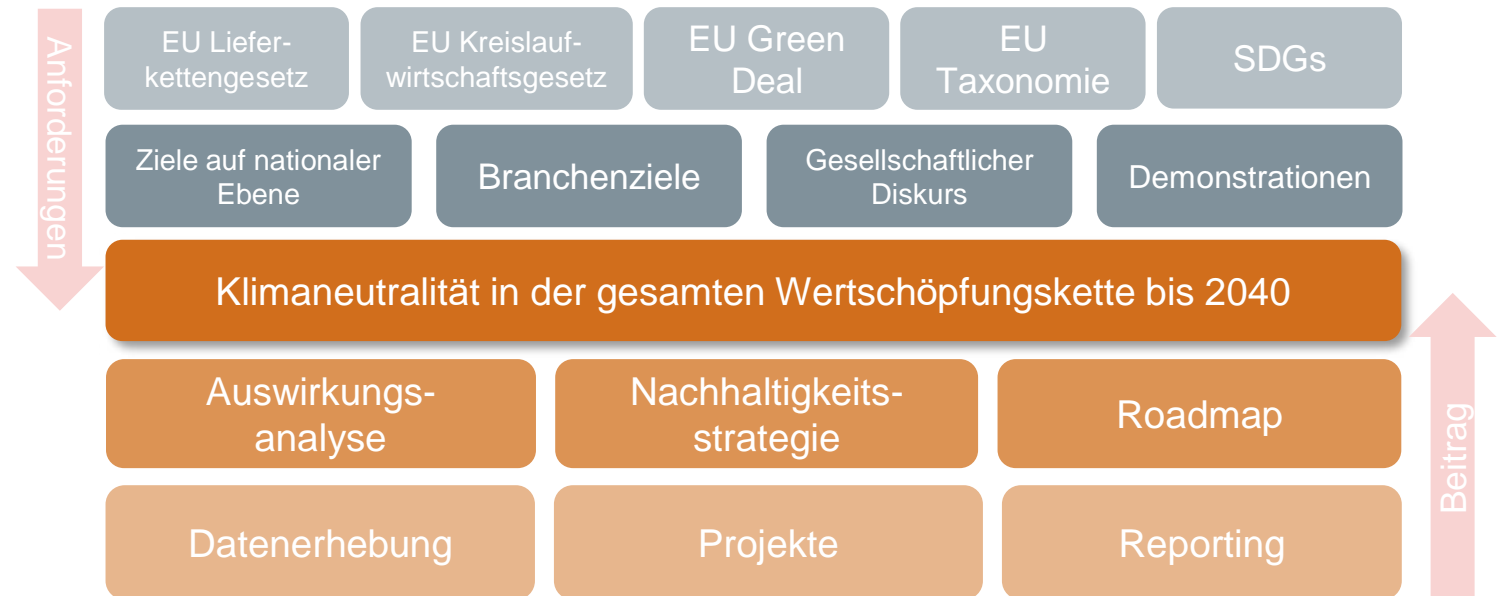 Anforderungen
EU Liefer-
kettengesetz
EU Kreislauf-
wirtschaftsgesetz
EU Green
Deal
EU
Taxonomie
SDGs
Ziele auf nationaler
Ebene
Branchenziele
Gesellschaftlicher
Diskurs
Demonstrationen
Klimaneutralität in der gesamten Wertschöpfungskette bis 2040
Auswirkungs-
analyse
Nachhaltigkeits-
strategie
Roadmap
Beitrag
Datenerhebung
Projekte
Reporting